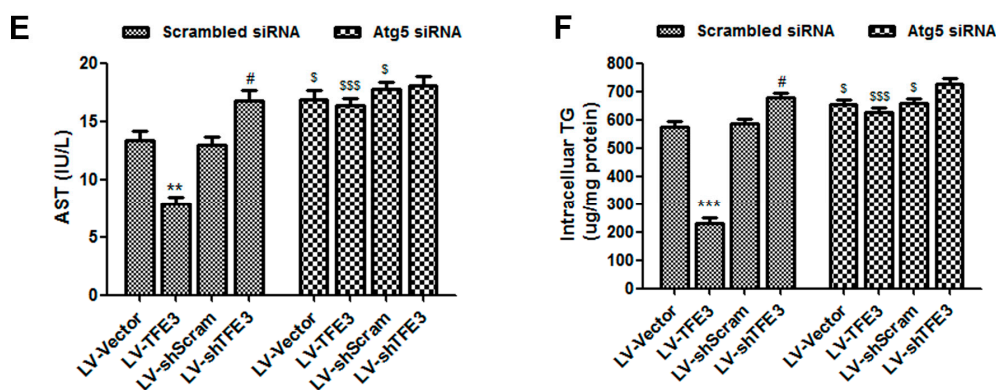 E
Scrambled siRNA
Atg5 siRNA
AST (IU/L)
20
15
10
5
0
**
#
$
$$$
$
LV-Vector
LV-TFE3
LV-shScram
LV-shTFE3
LV-Vector
LV-TFE3
LV-shScram
LV-shTFE3
F
Scrambled siRNA
Atg5 siRNA
Intracelluar TG
(ug/mg protein)
800
700
600
500
400
300
200
100
0
***
#
$
$$$
$
LV-Vector
LV-TFE3
LV-shScram
LV-shTFE3
LV-Vector
LV-TFE3
LV-shScram
LV-shTFE3